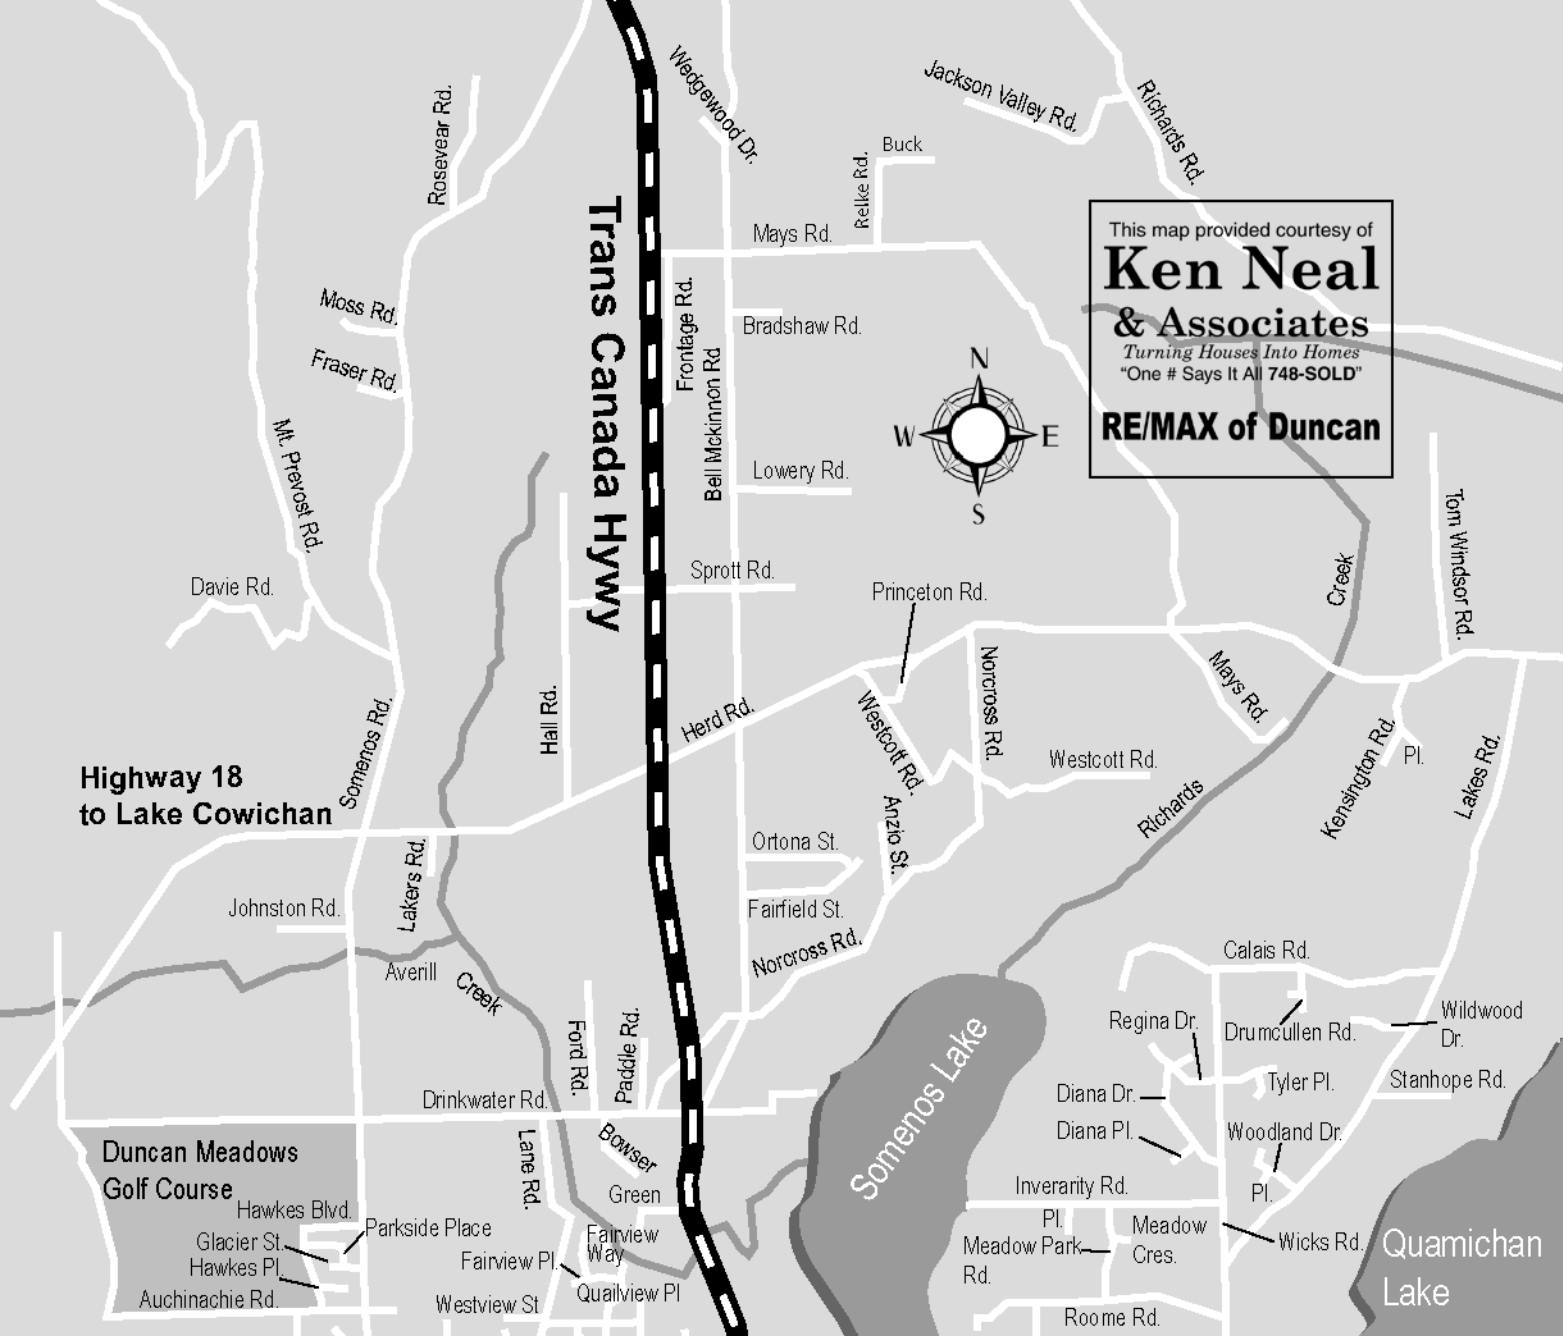 Wedgewood Dr.
Jackson Valley Rd.
Richards Rd.
Rosevear Rd.
Buck
Relke Rd.
Mays Rd.
Trans Canada Hywy
This map provided courtesy of
Ken Neal
& Associates
Turning Houses Into Homes
“One # Says It All 748-SOLD”
RE/MAX of Duncan
Moss Rd.
Fraser Rd.
Frontage Rd.
Bradshaw Rd.
Bell Mckinnon Rd
N
W
E
S
Mt. Prevost Rd.
Lowery Rd.
Tom Windsor Rd.
Davie Rd.
Sprott Rd.
Princeton Rd.
Creek
Hall Rd.
Somenos Rd.
Herd Rd.
Westcott Rd.
Norcross Rd.
Mays Rd.
Westcott Rd.
Kensington Rd.
Pl.
Lakes Rd.
Highway 18
to Lake Cowichan
Richards
Anzio St.
Ortona St.
Lakers Rd.
Johnston Rd.
Fairfield St.
Norcross Rd.
Averill
Creek
Calais Rd.
Somenos Lake
Regina Dr.
Drumcullen Rd.
Wildwood
Dr.
Ford Rd.
Paddle Rd.
Tyler Pl.
Stanhope Rd.
Diana Dr.
Drinkwater Rd.
Diana Pl.
Woodland Dr.
Pl.
Duncan Meadows
Golf Course
Lane Rd.
Bowser
Green
Inverarity Rd.
Pl.
Hawkes Blvd.
Parkside Place
Glacier St.
Hawkes Pl.
Auchinachie Rd.
Fairview
Way
Fairview Pl.
Quailview Pl
Westview St
Meadow Park
Rd.
Meadow
Cres.
Wicks Rd.
Roome Rd.
Quamichan
Lake